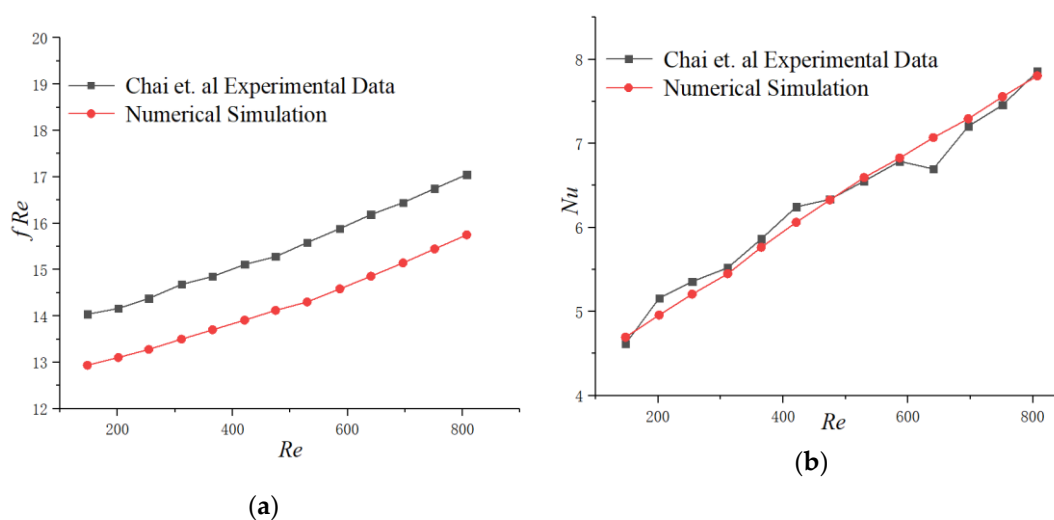 20
19
18
17
16
15
14
13
12
f Re
Chai et. al Experimental Data
Numerical Simulation
200
400
600
800
Re
(a)
8
7
6
5
4
Nu
Chai et. al Experimental Data
Numerical Simulation
200
400
600
800
Re
(b)